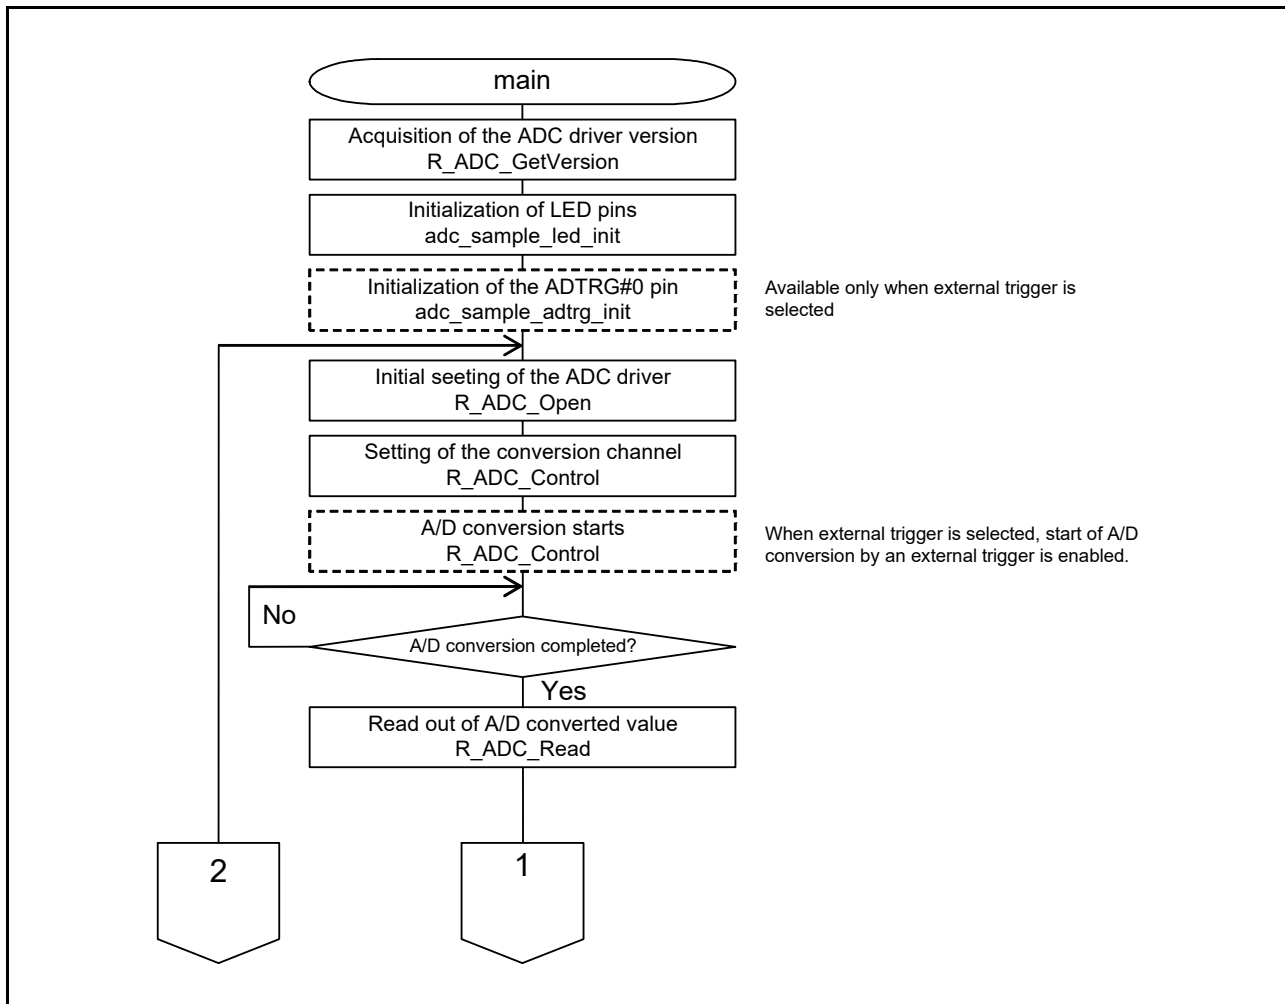 main
Acquisition of the ADC driver version
R_ADC_GetVersion
Initialization of LED pins
adc_sample_led_init
Initialization of the ADTRG#0 pin
adc_sample_adtrg_init
Available only when external trigger is
selected
Initial seeting of the ADC driver
R_ADC_Open
Setting of the conversion channel
R_ADC_Control
A/D conversion starts
R_ADC_Control
When external trigger is selected, start of A/D
conversion by an external trigger is enabled.
No
A/D conversion completed?
Yes
Read out of A/D converted value
R_ADC_Read
2
1